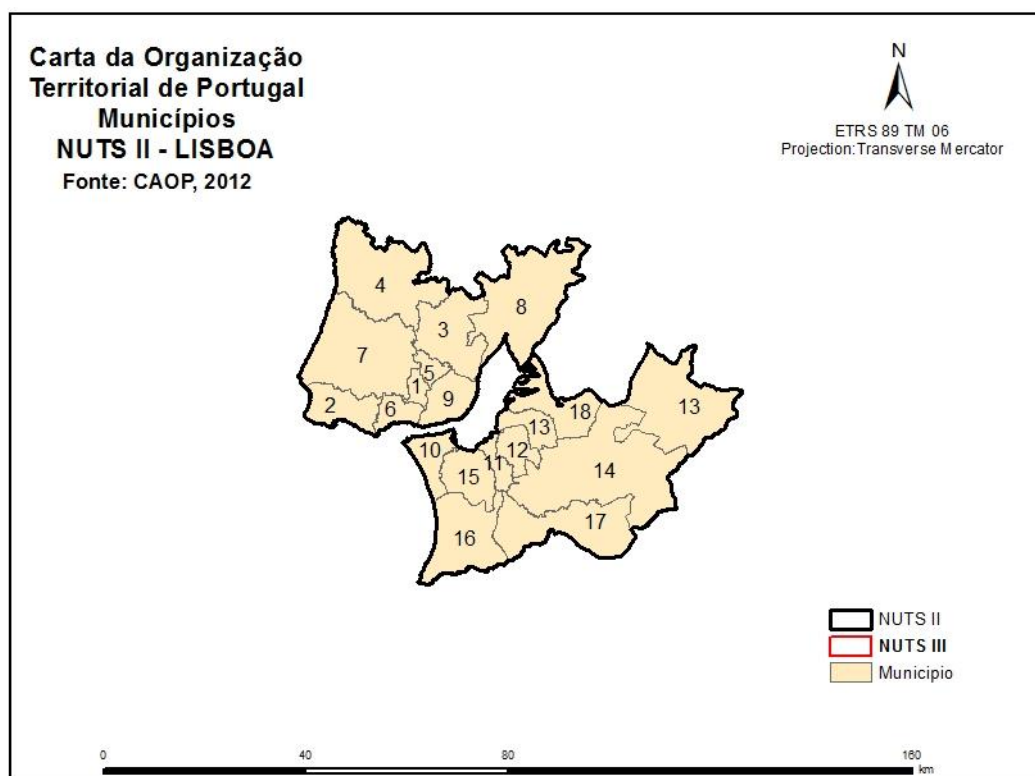 Carta da Organização
Territorial de Portugal
Municípios
NUTS II - LISBOA
Fonte: CAOP, 2012
N
ETRS 89 TM 06
Projection:Transverse Mercator
4
8
3
7
5
1
9
2
6
13
18
13
10
12
11
15
14
17
16
NUTS II
NUTS III
Municipio
0 40 80 160
km